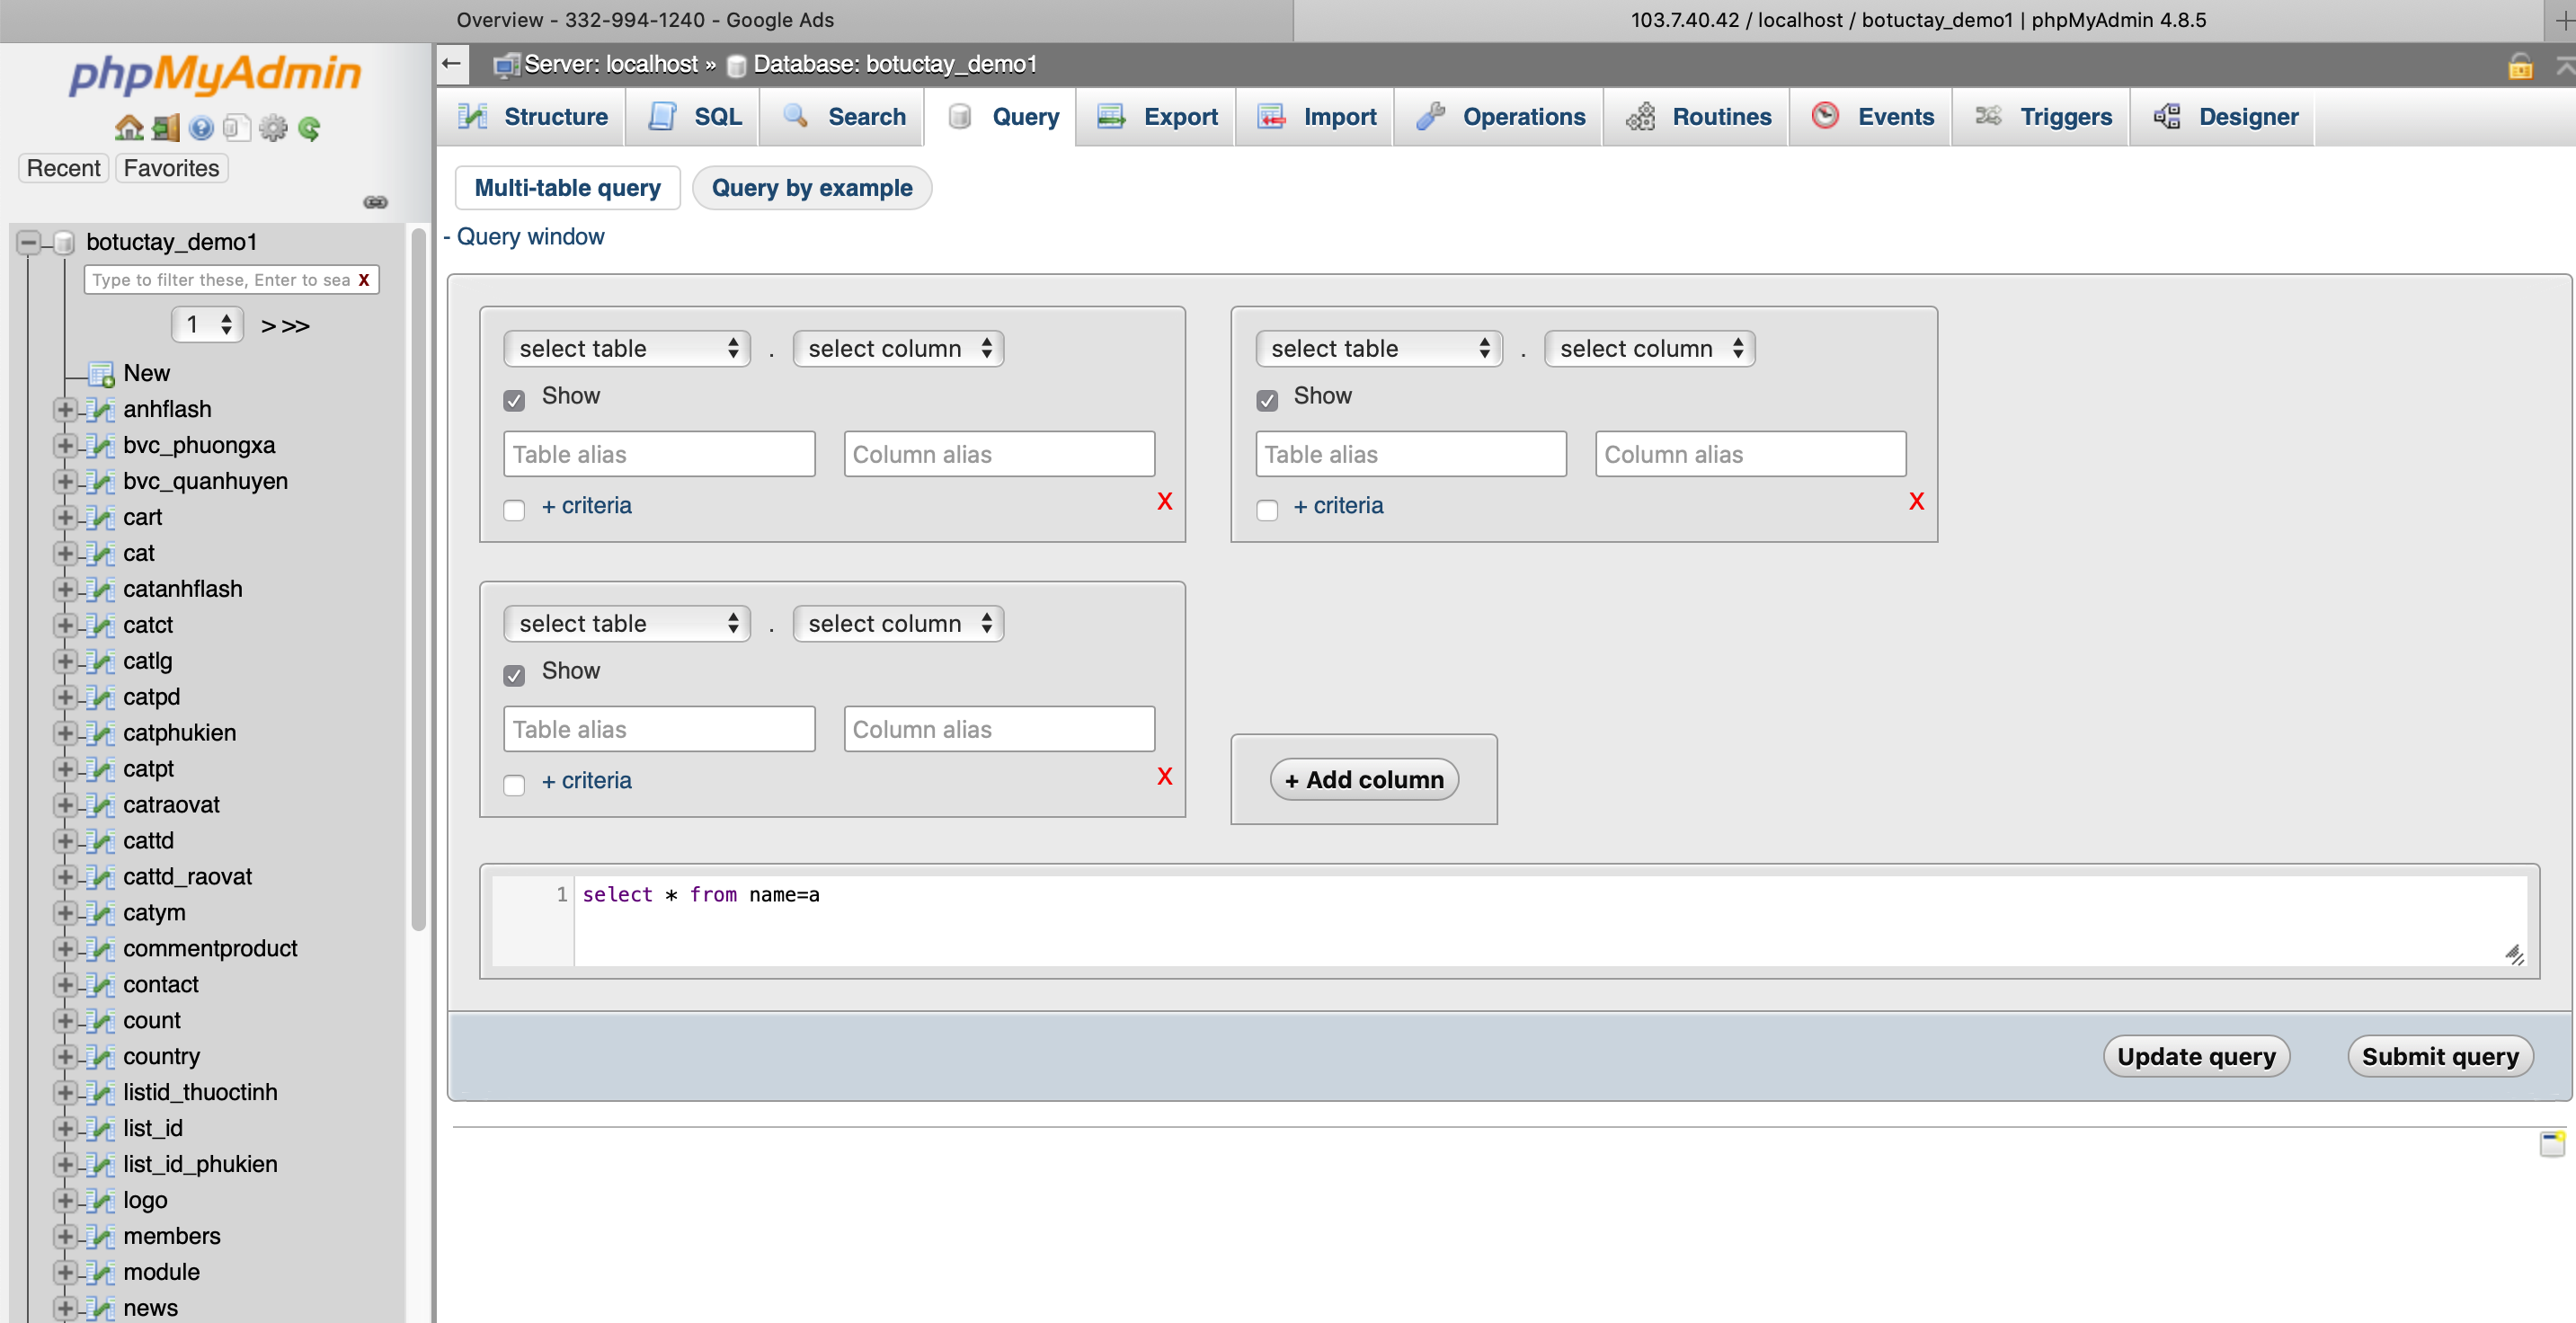 Overview - 332-994-1240 - Google Ads
103.7.40.42 / localhost / botuctay_demo1 | phpMyAdmin 4.8.5
phpMyAdmin
Recent Favorites
botuctay_demo1
Type to filter these, Enter to sea X
1 > >>
New
anhflash
bvc_phuongxa
bvc_quanhuyen
cart
cat
catanhflash
catct
catlg
catpd
catphukien
catpt
catraovat
cattd
cattd_raovat
catym
commentproduct
contact
count
country
listid_thuoctinh
list_id
list_id_phukien
logo
members
module
news
Server: localhost » Database: botuctay_demo1
Structure SQL Search Query Export Import Operations Routines Events Triggers Designer
Multi-table query Query by example
- Query window
select table . select column
Show
Table alias Column alias
+ criteria X
select table . select column
Show
Table alias Column alias
+ criteria X
select table . select column
Show
Table alias Column alias
+ criteria X
+ Add column
1 select * from name=a
Update query Submit query